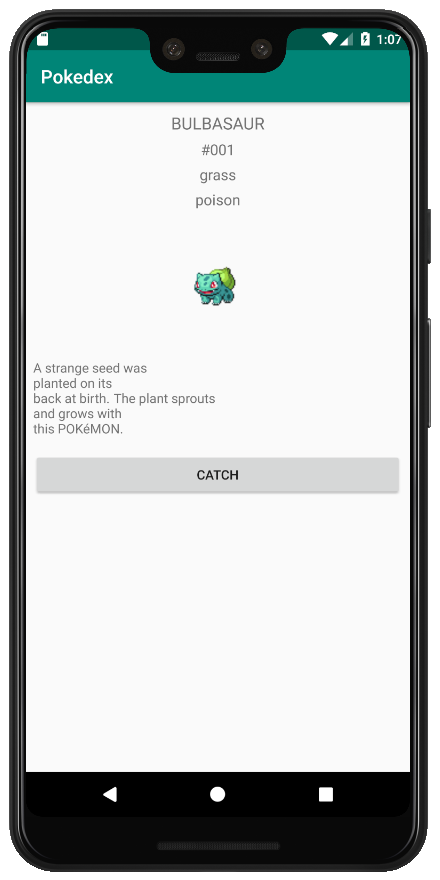 1:07
Pokedex
BULBASAUR
#001
grass
poison
A strange seed was
planted on its
back at birth. The plant sprouts
and grows with
this POKéMON.
CATCH